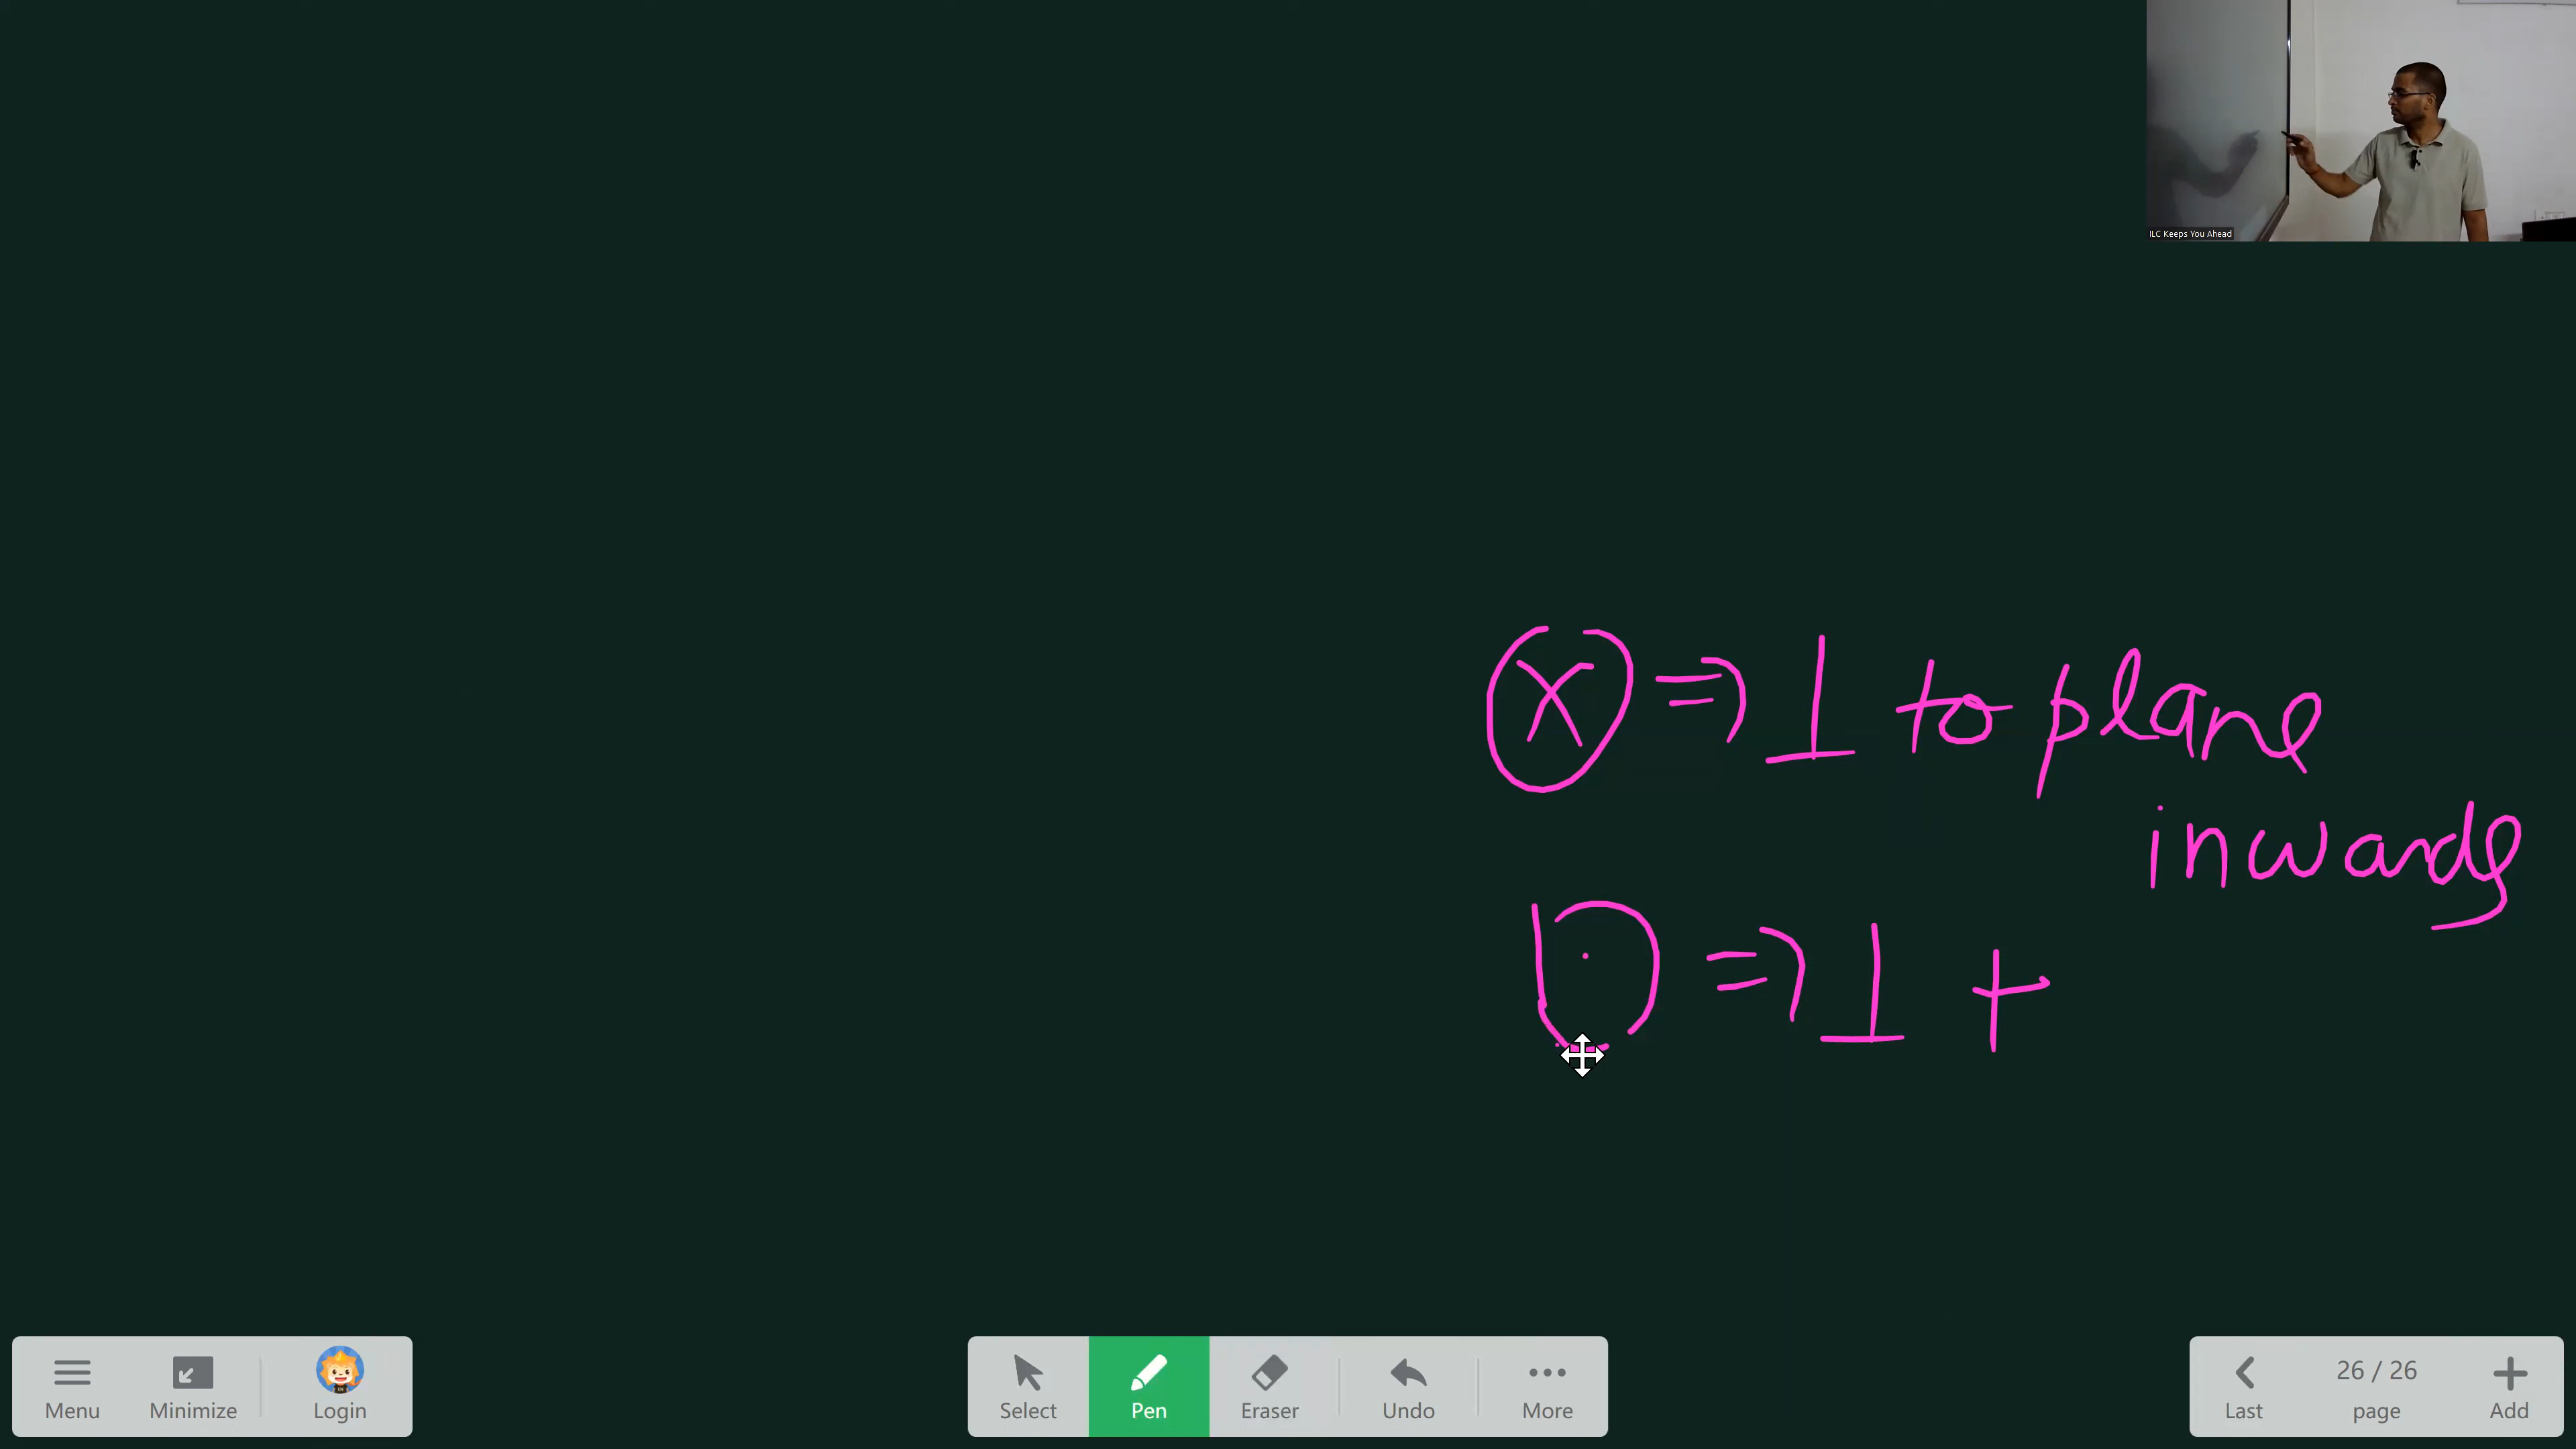 ILC Keeps You Ahead
ⓧ ⇒ ⊥ to plane
inwards
⊙ ⇒ ⊥ t
Menu Minimize Login Select Pen Eraser Undo More Last 26 / 26 page Add